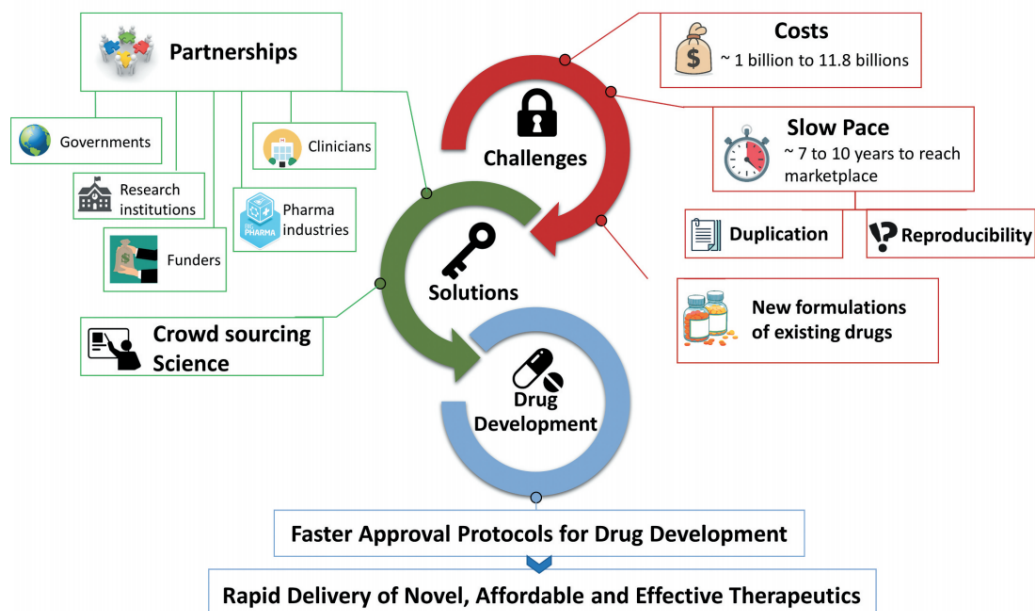 Partnerships
Governments
Clinicians
Research
institutions
Pharma
industries
PHARMA
Funders
Crowd sourcing
Science
Challenges
Solutions
Drug
Development
Costs
~ 1 billion to 11.8 billions
Slow Pace
~ 7 to 10 years to reach
marketplace
Duplication
Reproducibility
New formulations
of existing drugs
Faster Approval Protocols for Drug Development
Rapid Delivery of Novel, Affordable and Effective Therapeutics